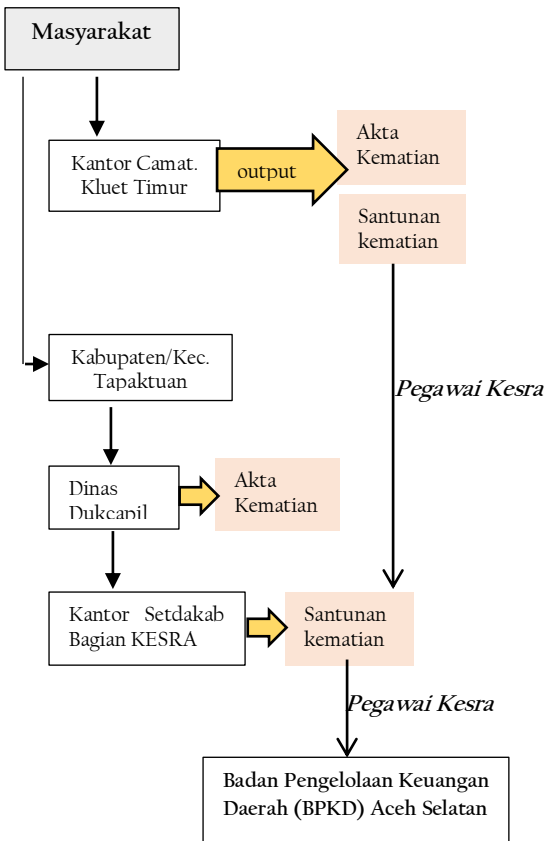 Masyarakat
Kantor Camat.
Kluet Timur
output
Akta
Kematian
Santunan
kematian
Kabupaten/Kec.
Tapaktuan
Pegawai Kesra
Dinas
Dukcapil
Akta
Kematian
Kantor Setdakab
Bagian KESRA
Santunan
kematian
Pegawai Kesra
Badan Pengelolaan Keuangan
Daerah (BPKD) Aceh Selatan